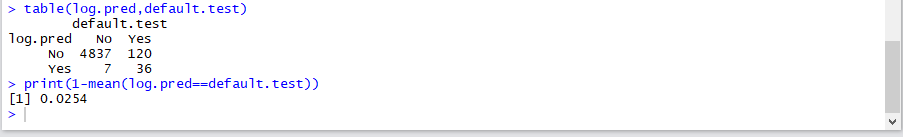 > table(log.pred,default.test)
        default.test
log.pred   No  Yes
     No  4837  120
     Yes    7   36
> print(1-mean(log.pred==default.test))
[1] 0.0254
>